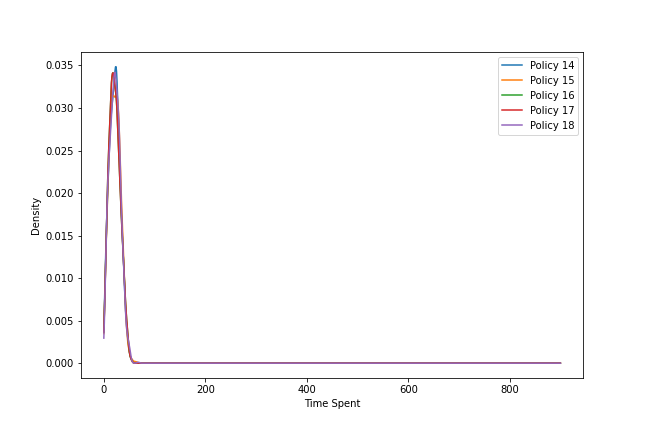 Policy 14
Policy 15
Policy 16
Policy 17
Policy 18
0.035
0.030
0.025
0.020
0.015
0.010
0.005
0.000
Density
0 200 400 600 800
Time Spent